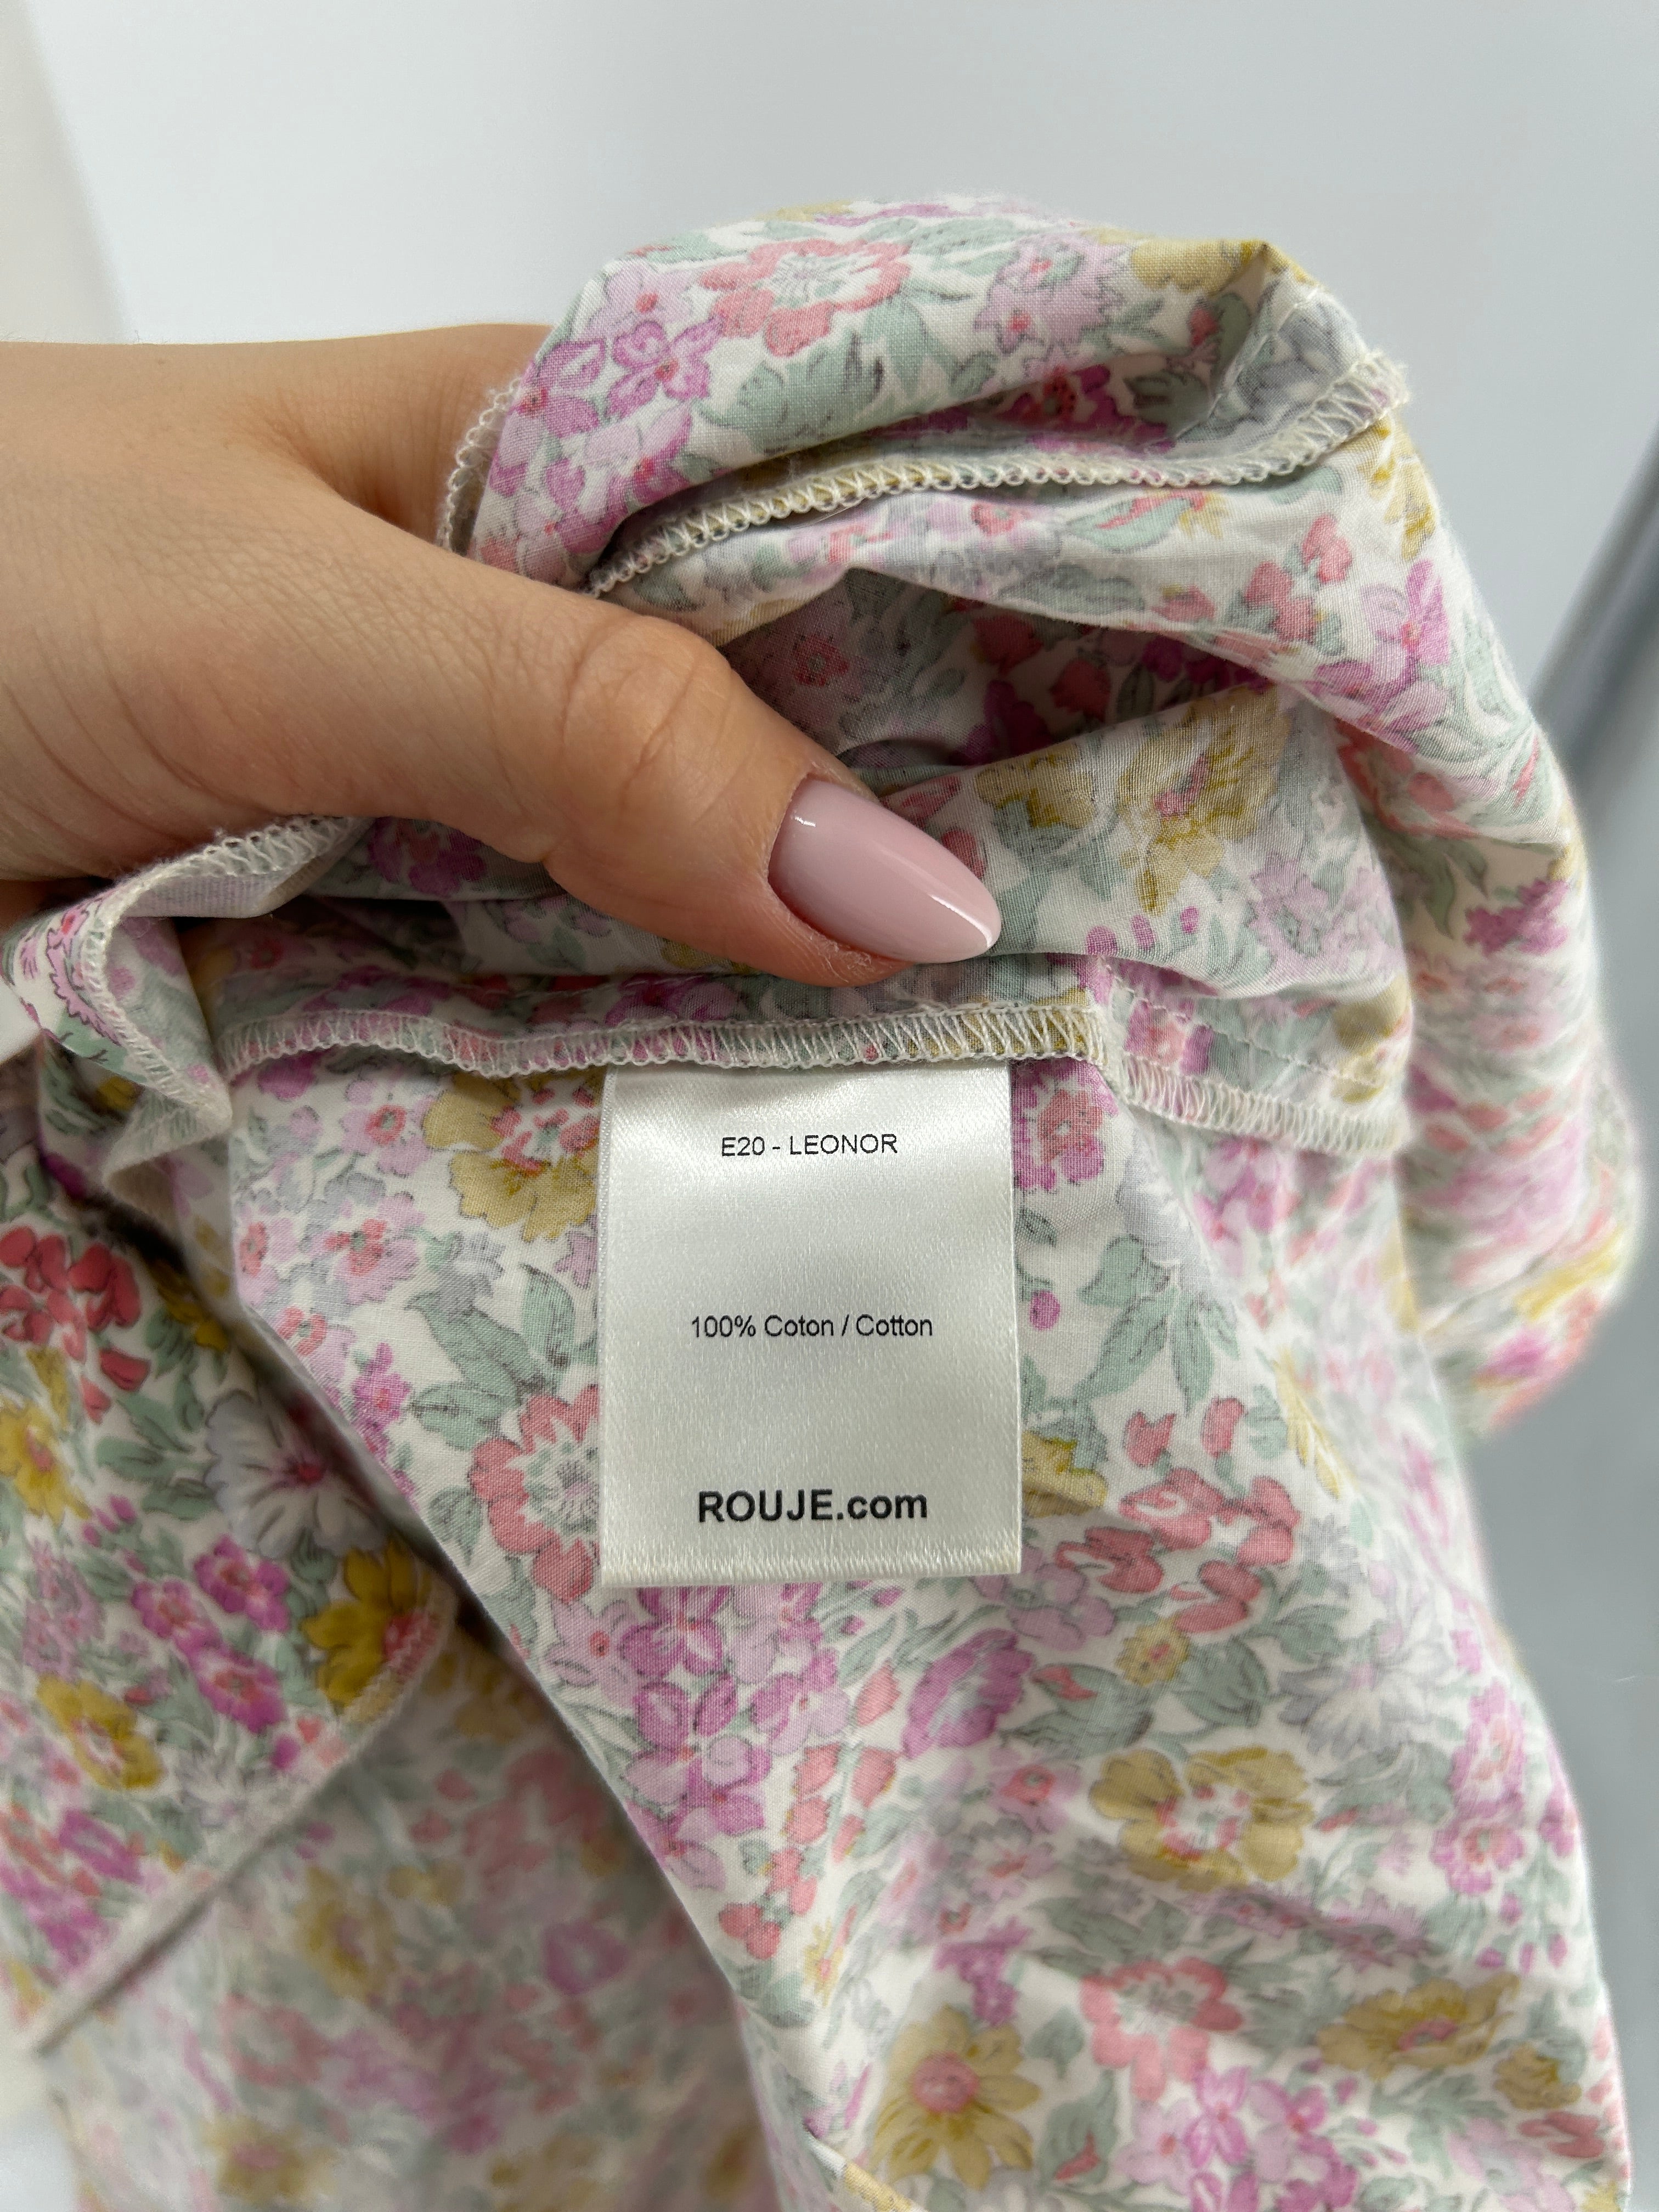 E20 - LEONOR
100% Coton / Cotton
ROUJE.com